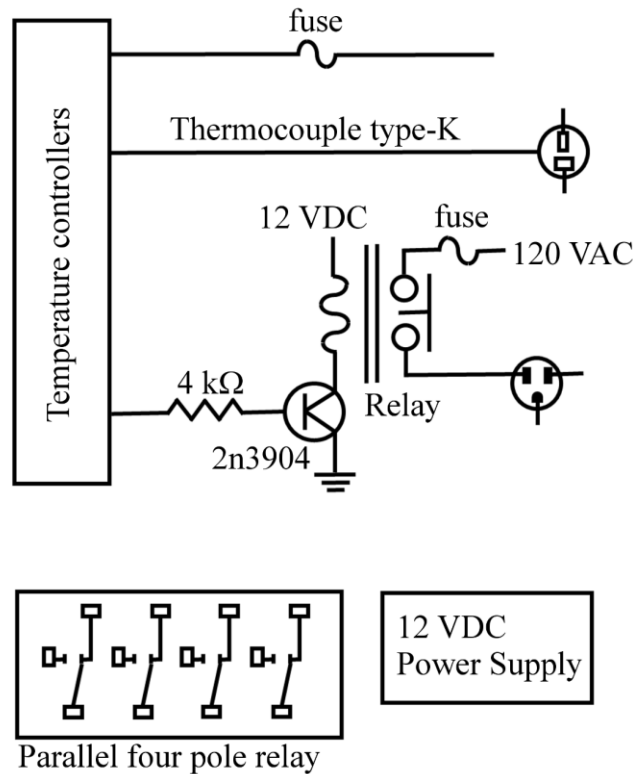 fuse
Temperature controllers
Thermocouple type-K
12 VDC
fuse
120 VAC
4 kΩ
Relay
2n3904
12 VDC
Power Supply
Parallel four pole relay